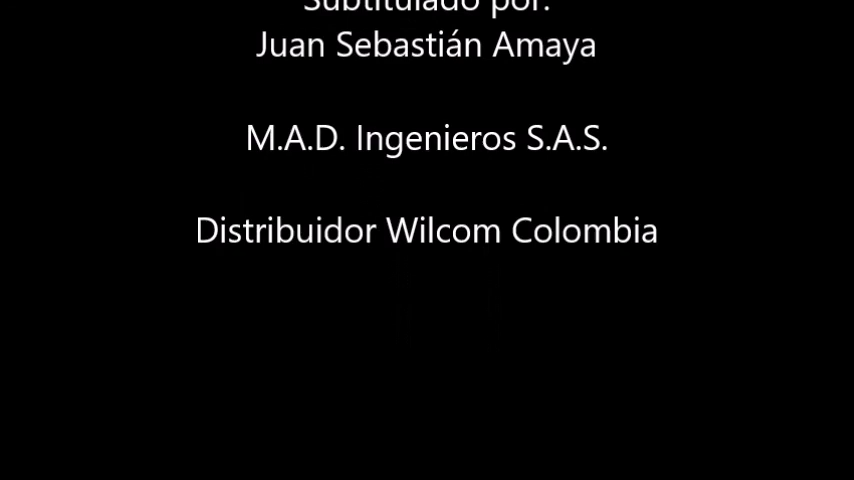 Subtitulado por:
Juan Sebastián Amaya
M.A.D. Ingenieros S.A.S.
Distribuidor Wilcom Colombia